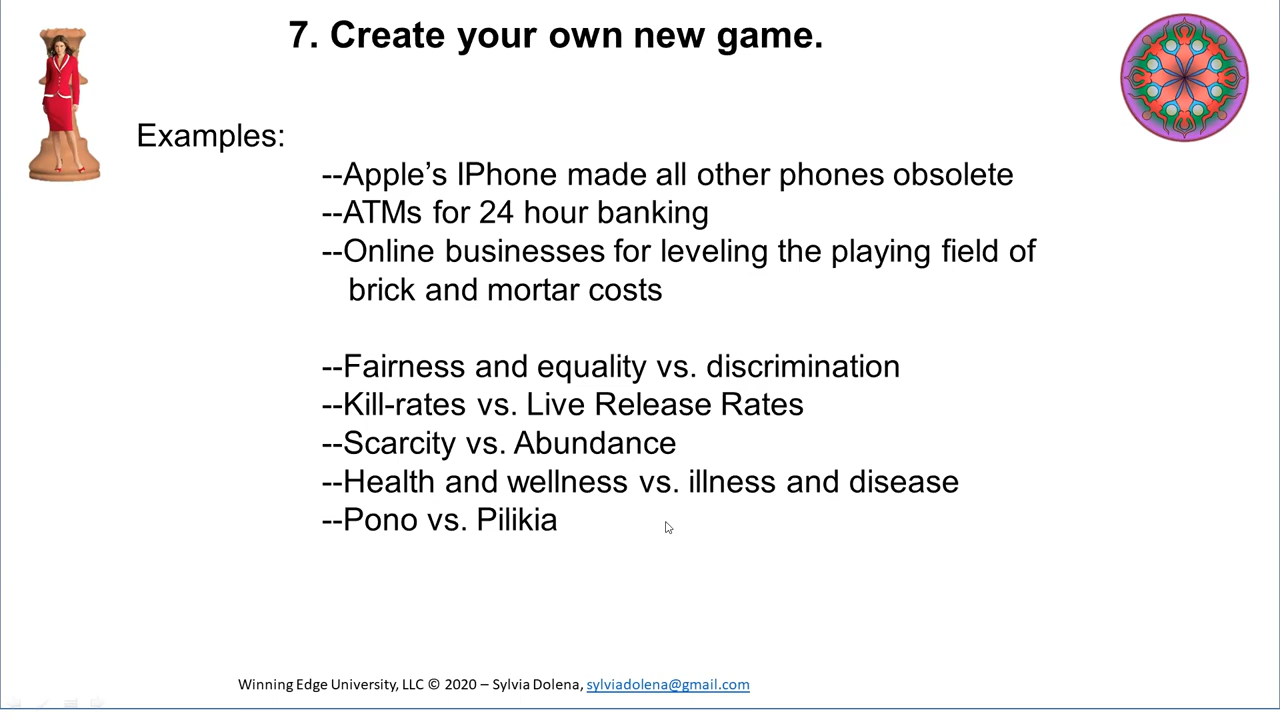 7. Create your own new game.
Examples:
--Apple’s IPhone made all other phones obsolete
--ATMs for 24 hour banking
--Online businesses for leveling the playing field of
brick and mortar costs
--Fairness and equality vs. discrimination
--Kill-rates vs. Live Release Rates
--Scarcity vs. Abundance
--Health and wellness vs. illness and disease
--Pono vs. Pilikia
Winning Edge University, LLC © 2020 – Sylvia Dolena, sylviadolena@gmail.com